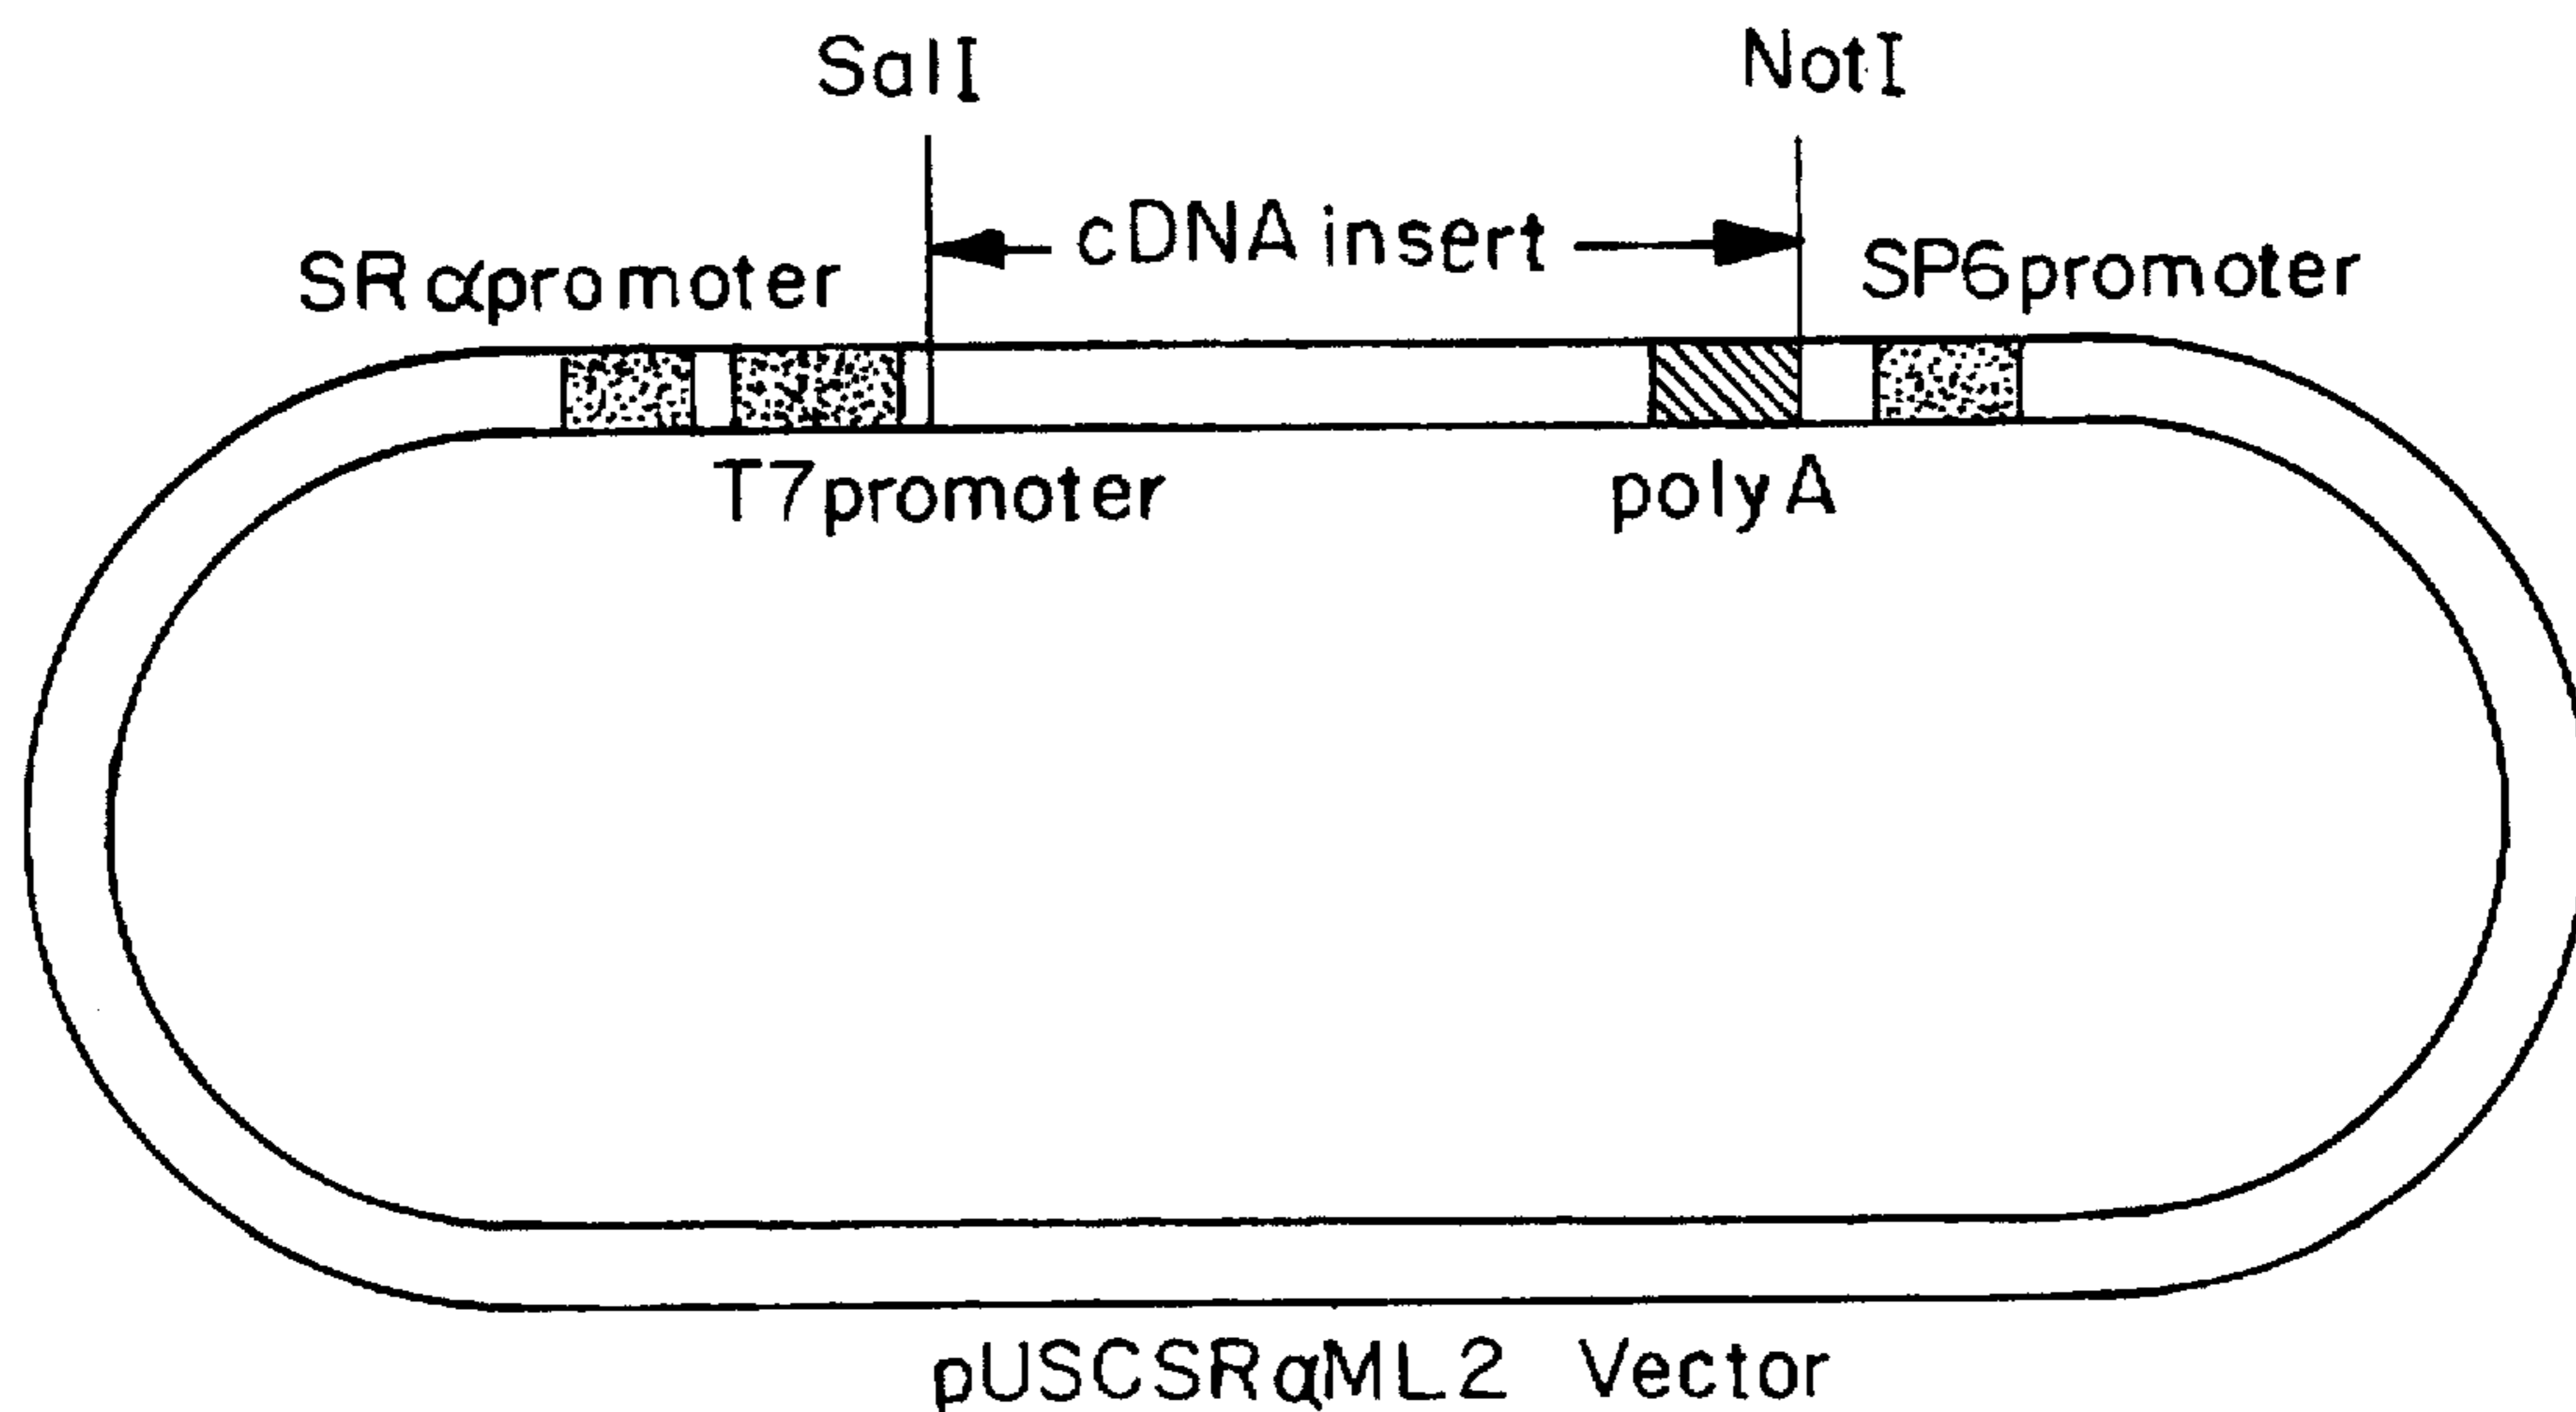 SalI
NotI
cDNA insert
SRαpromoter
SP6promoter
T7promoter
polyA
pUSCSRαML2 Vector